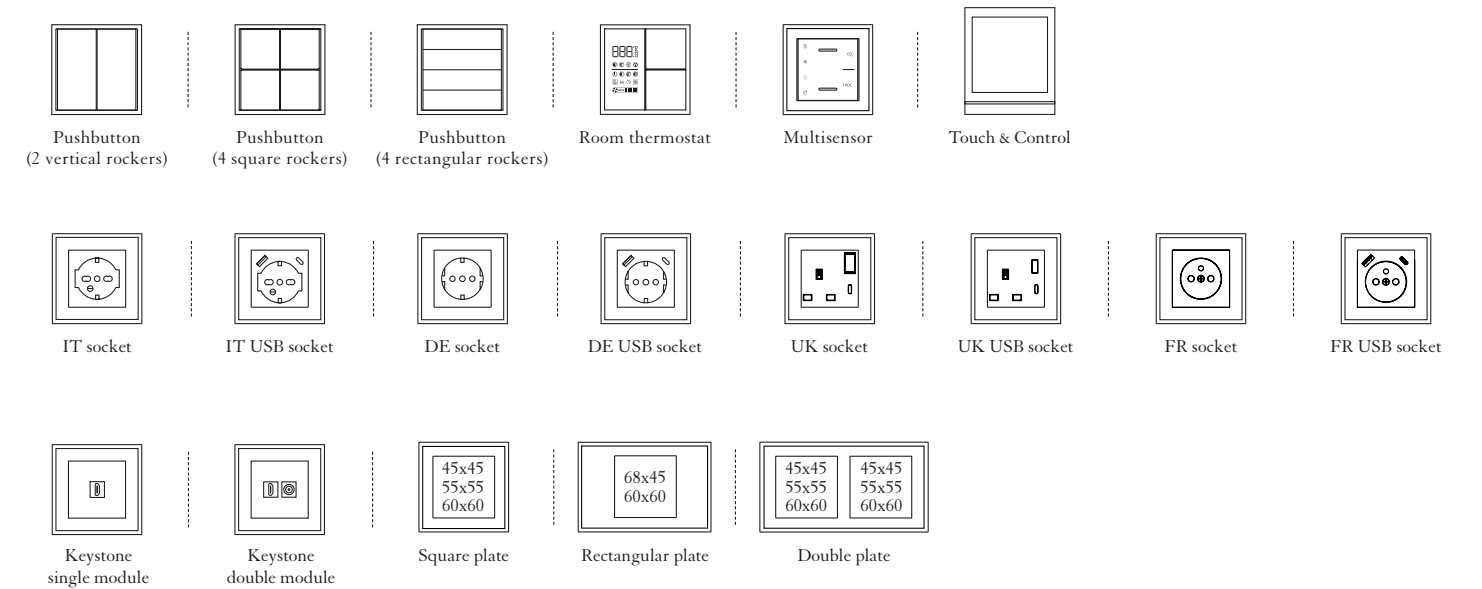 888
CO₂
TVOC
Pushbutton
(2 vertical rockers)
Pushbutton
(4 square rockers)
Pushbutton
(4 rectangular rockers)
Room thermostat
Multisensor
Touch & Control
IT socket
IT USB socket
DE socket
DE USB socket
UK socket
UK USB socket
FR socket
FR USB socket
45x45
55x55
60x60
68x45
60x60
45x45
55x55
60x60
45x45
55x55
60x60
Keystone
single module
Keystone
double module
Square plate
Rectangular plate
Double plate